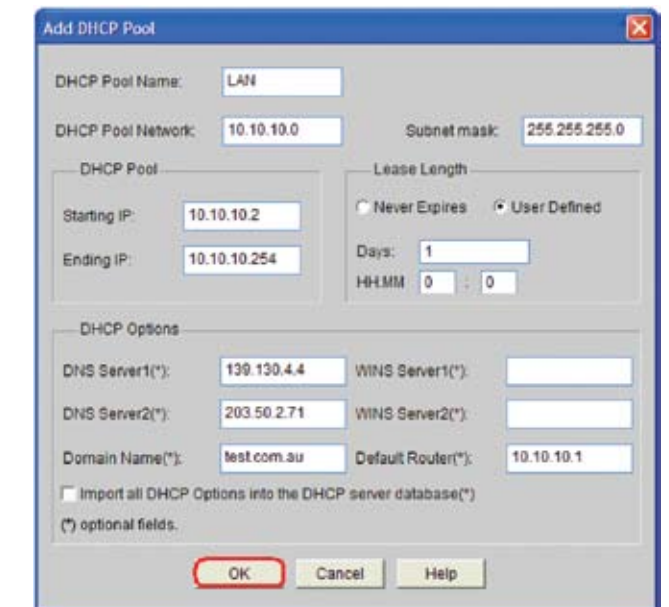 Add DHCP Pool
DHCP Pool Name: LAN
DHCP Pool Network: 10.10.10.0 Subnet mask: 255.255.255.0
DHCP Pool
Starting IP: 10.10.10.2
Ending IP: 10.10.10.254
Lease Length
Never Expires User Defined
Days: 1
HH:MM 0 : 0
DHCP Options
DNS Server1(*): 139.130.4.4 WINS Server1(*):
DNS Server2(*): 203.50.2.71 WINS Server2(*):
Domain Name(*): test.com.au Default Router(*): 10.10.10.1
Import all DHCP Options into the DHCP server database(*)
(*) optional fields.
OK Cancel Help